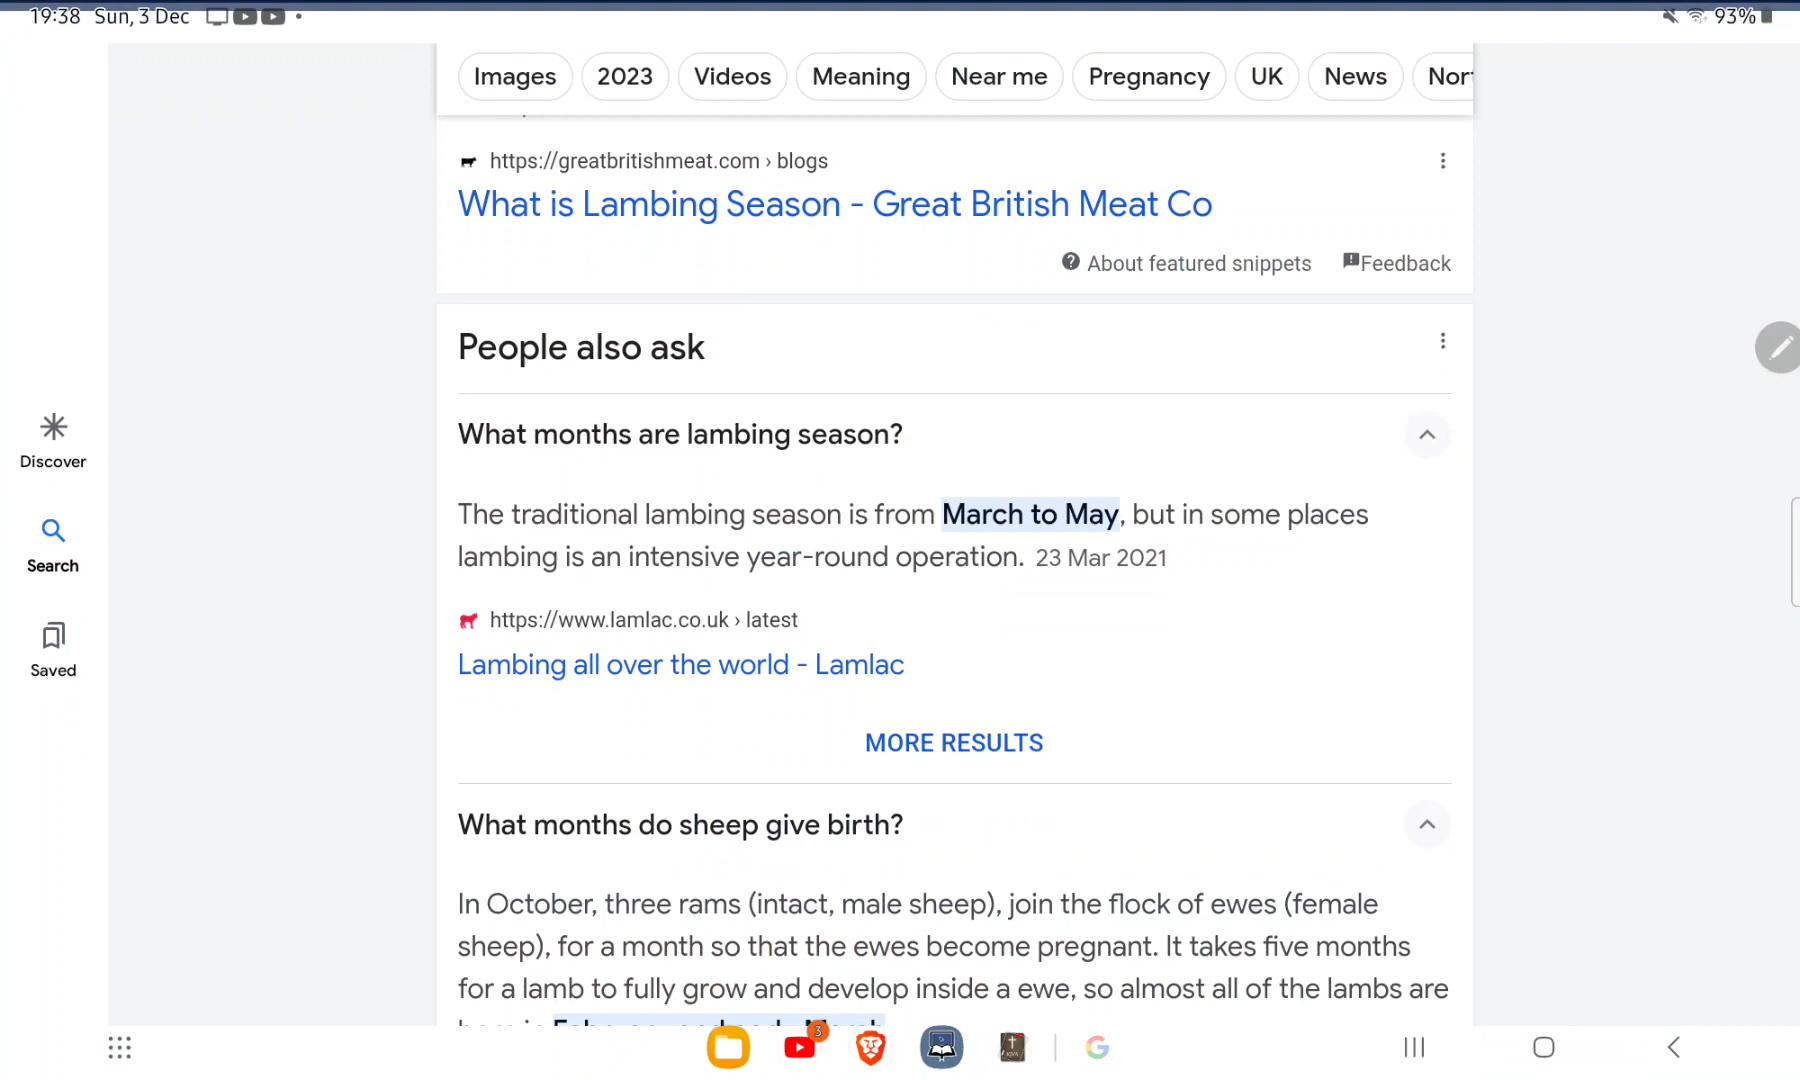 19:38 Sun, 3 Dec
93%
Images 2023 Videos Meaning Near me Pregnancy UK News Nor
https://greatbritishmeat.com › blogs
What is Lambing Season - Great British Meat Co
About featured snippets Feedback
People also ask
What months are lambing season?
Discover
The traditional lambing season is from March to May, but in some places
lambing is an intensive year-round operation. 23 Mar 2021
Search
https://www.lamlac.co.uk › latest
Lambing all over the world - Lamlac
Saved
MORE RESULTS
What months do sheep give birth?
In October, three rams (intact, male sheep), join the flock of ewes (female
sheep), for a month so that the ewes become pregnant. It takes five months
for a lamb to fully grow and develop inside a ewe, so almost all of the lambs are
3